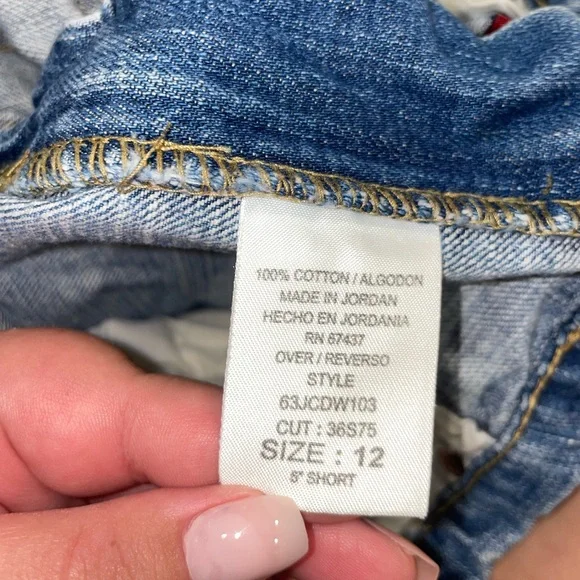 100% COTTON / ALGODON
MADE IN JORDAN
HECHO EN JORDANIA
RN 67437
OVER / REVERSO
STYLE
63JCDW103
CUT : 36S75
SIZE : 12
5" SHORT